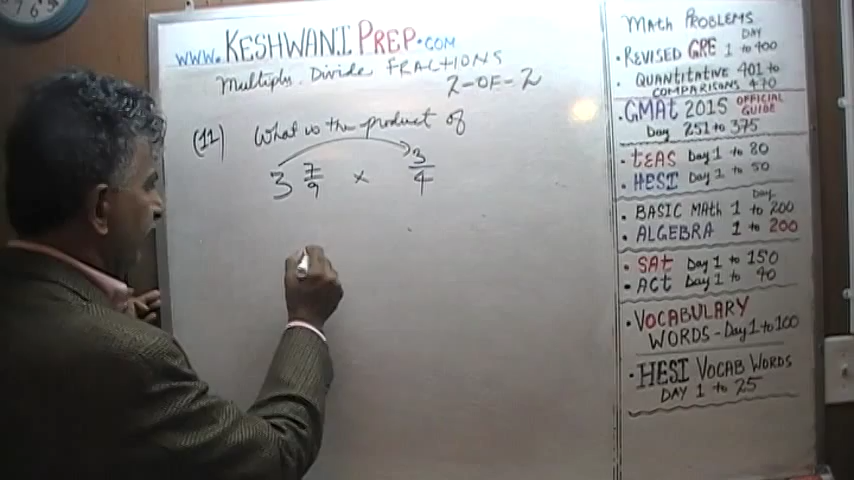 www.KESHWANIPREP.COM
Multiply Divide FRACTIONS
2-OF-2
(12) What is the product of
3 7/9 x 3/4
MATH PROBLEMS
DAY
• REVISED GRE 1 to 400
• QUANTITATIVE 401 to
COMPARISONS 470
• GMAt 2015 OFFICIAL GUIDE
Day 251 to 375
• tEAS Day 1 to 80
• HESI Day 1 to 50
Day
• BASIC MAth 1 to 200
• ALGEBRA 1 to 200
• SAt Day 1 to 150
• ACt Day 1 to 90
• VOCABULARY
WORDS - Day 1 to 100
• HESI VOCAB WORDS
DAY 1 to 25